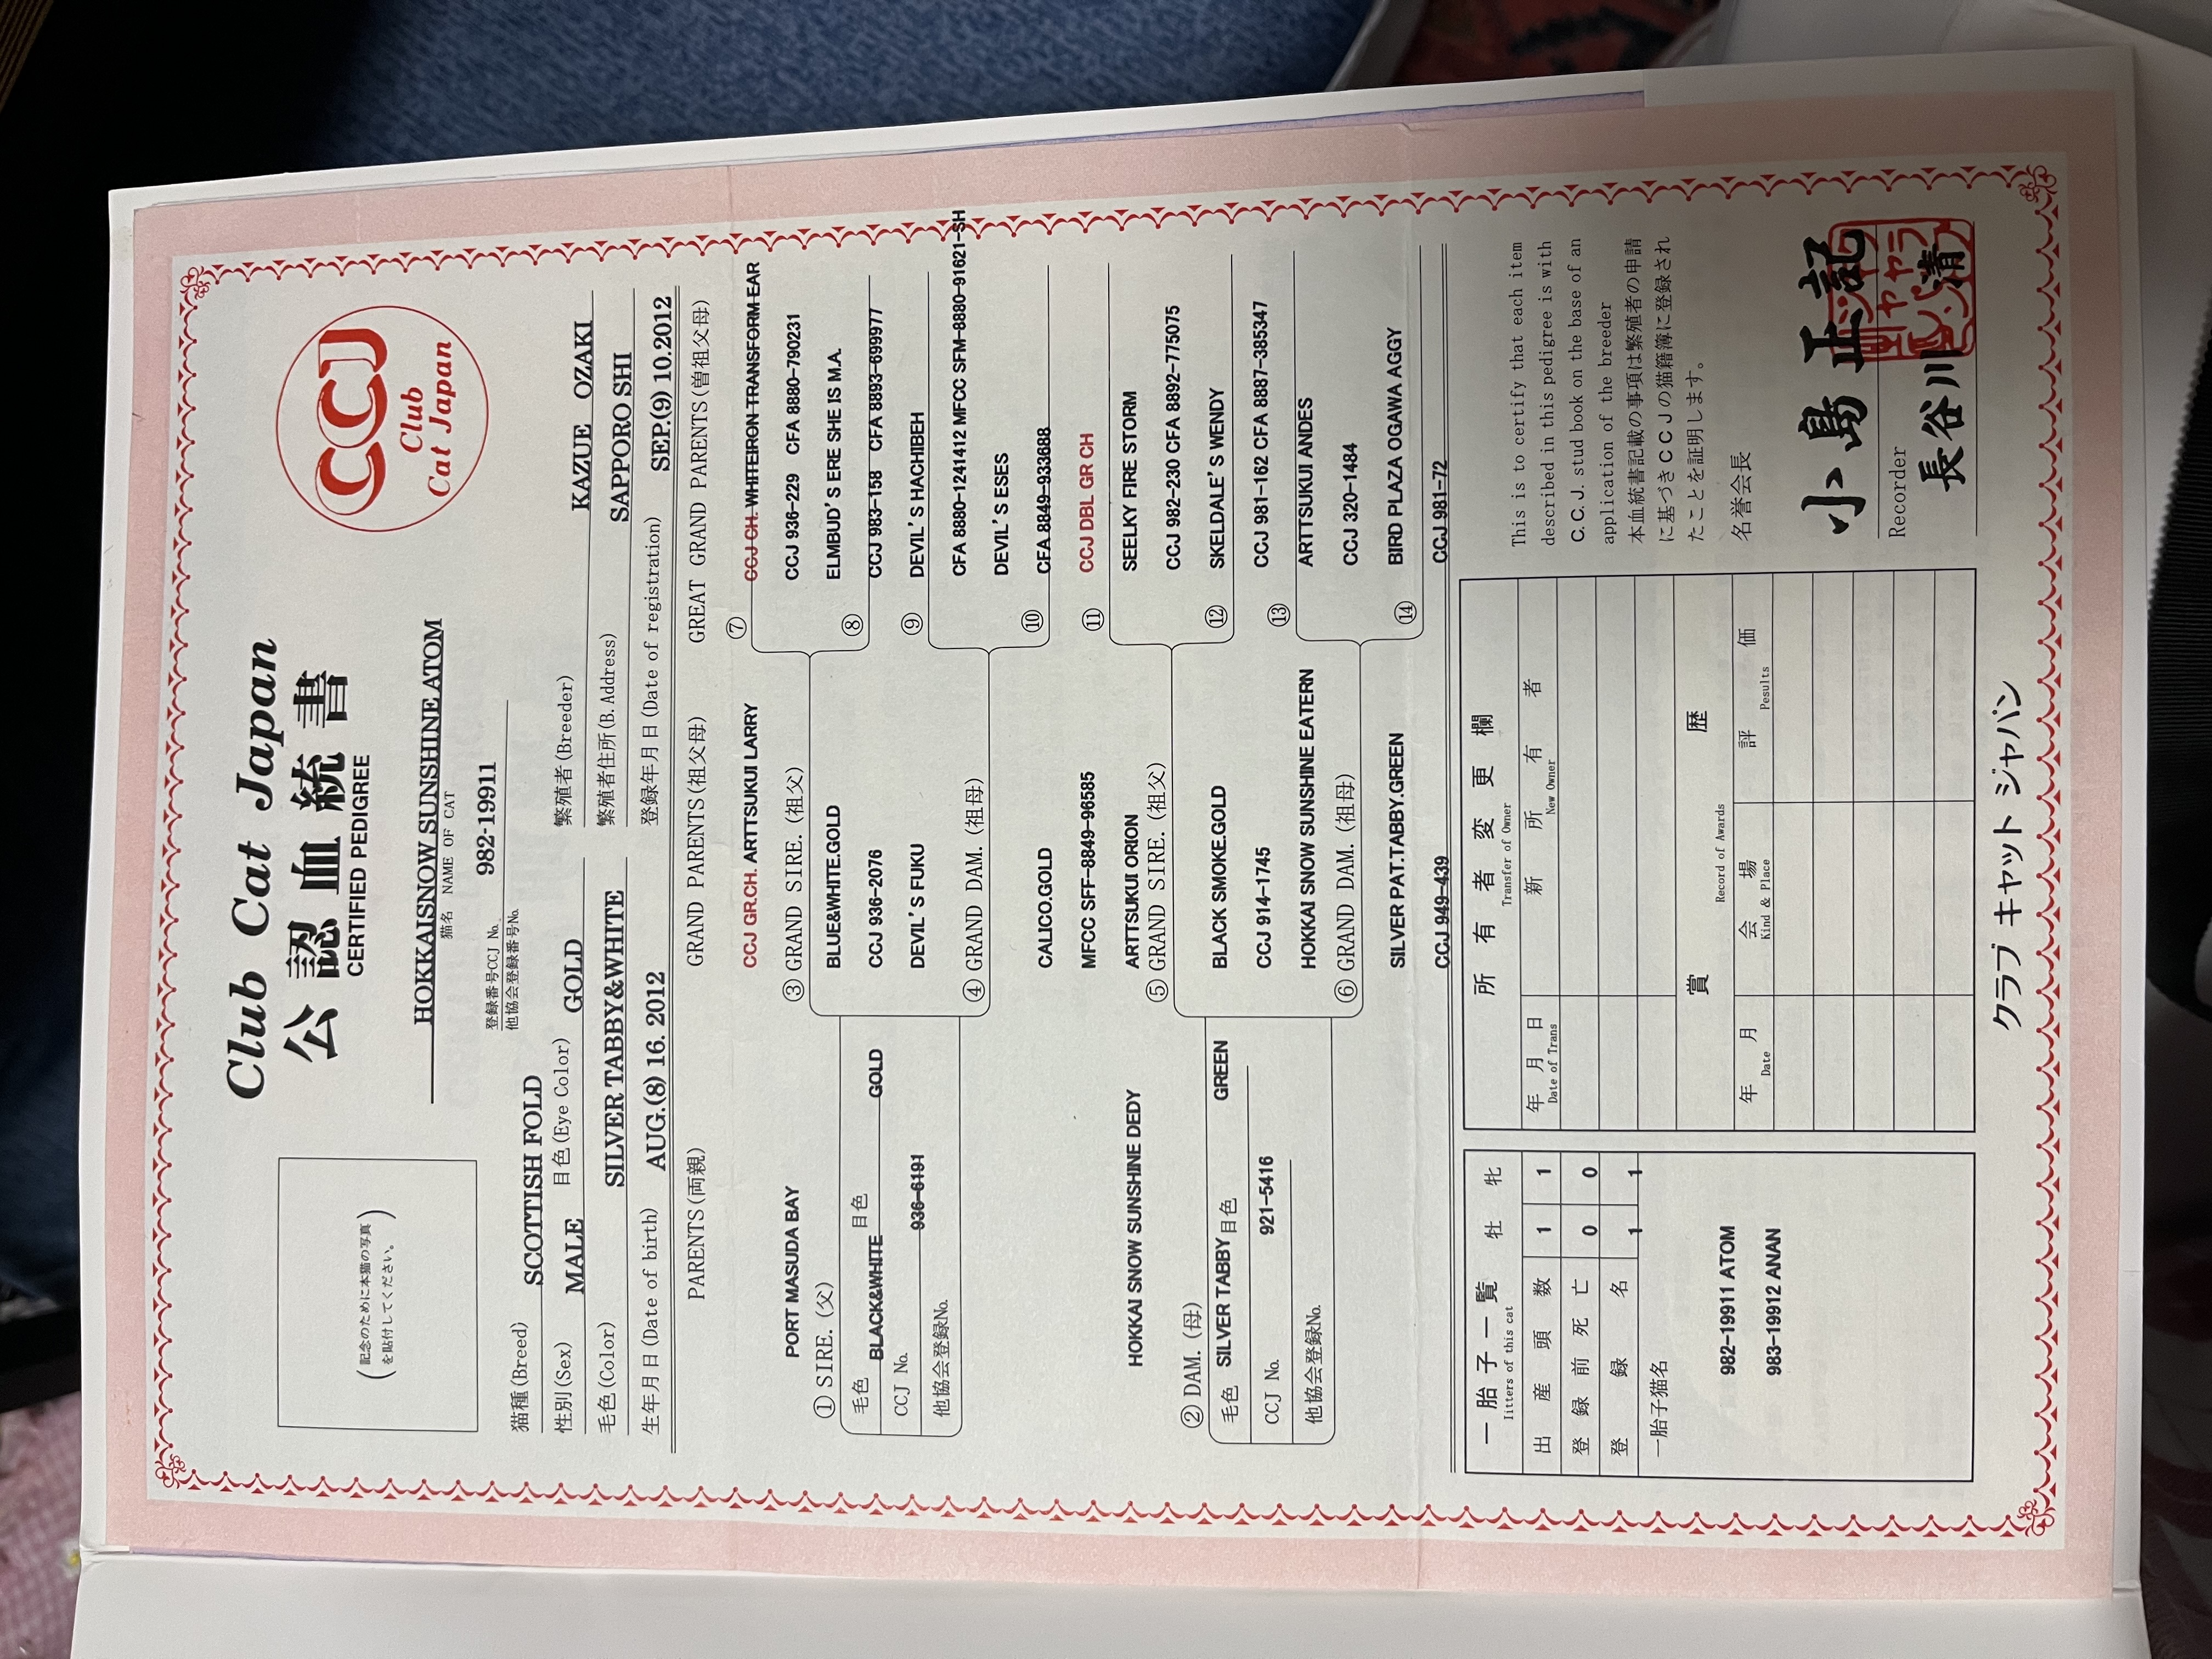 Club Cat Japan
公認血統書
CERTIFIED PEDIGREE
CCJ
Club
Cat Japan
(記念のために本猫の写真
を貼付してください。)
HOKKAISNOW SUNSHINE ATOM
猫名 NAME OF CAT
982-19911
登録番号CCJ No.
他協会登録番号No.
猫種(Breed) SCOTTISH FOLD
性別(Sex) MALE 目色(Eye Color) GOLD
毛色(Color) SILVER TABBY&WHITE
生年月日(Date of birth) AUG.(8) 16. 2012
繁殖者(Breeder) KAZUE OZAKI
繁殖者住所(B. Address) SAPPORO SHI
登録年月日(Date of registration) SEP.(9) 10.2012
PARENTS(両親)
PORT MASUDA BAY
① SIRE. (父)
毛色 BLACK&WHITE 目色 GOLD
CCJ No. 936-6191
他協会登録No.
HOKKAI SNOW SUNSHINE DEDY
② DAM. (母)
毛色 SILVER TABBY 目色 GREEN
CCJ No. 921-5416
他協会登録No.
GRAND PARENTS(祖父母)
CCJ GR.CH. ARTTSUKUI LARRY
③ GRAND SIRE. (祖父)
BLUE&WHITE.GOLD
CCJ 936-2076
DEVIL'S FUKU
④ GRAND DAM. (祖母)
CALICO.GOLD
MFCC SFF-8849-96585
ARTTSUKUI ORION
⑤ GRAND SIRE. (祖父)
BLACK SMOKE.GOLD
CCJ 914-1745
HOKKAI SNOW SUNSHINE EATERN
⑥ GRAND DAM. (祖母)
SILVER PAT.TABBY.GREEN
CCJ 949-439
GREAT GRAND PARENTS(曽祖父母)
⑦ CCJ CH. WHITEIRON TRANSFORM EAR
CCJ 936-229 CFA 8880-790231
ELMBUD'S ERE SHE IS M.A.
⑧ CCJ 983-158 CFA 8893-699977
⑨ DEVIL'S HACHIBEH
CFA 8880-1241412 MFCC SFM-8880-91621-SH
DEVIL'S ESES
⑩ CFA 8849-933688
⑪ CCJ DBL GR CH
SEELKY FIRE STORM
CCJ 982-230 CFA 8892-775075
⑫ SKELDALE'S WENDY
CCJ 981-162 CFA 8887-385347
⑬ ARTTSUKUI ANDES
CCJ 320-1484
⑭ BIRD PLAZA OGAWA AGGY
CCJ 981-72
一胎子一覧 牡 牝
Iitters of this cat
出産頭数 1 1
登録前死亡 0 0
登録名 1 1
一胎子猫名
982-19911 ATOM
983-19912 ANAN
所有者変更欄
Transfer of Owner
年月日 新所有者
Date of Trans New Owner
賞歴
Record of Awards
年月 会場 評価
Date Kind & Place Pesults
This is to certify that each item
described in this pedigree is with
C. C. J. stud book on the base of an
application of the breeder
本血統書記載の事項は繁殖者の申請
に基づきCCJの猫籍簿に登録され
たことを証明します。
名誉会長
小島正記
Recorder
長谷川清
クラブ キャット ジャパン